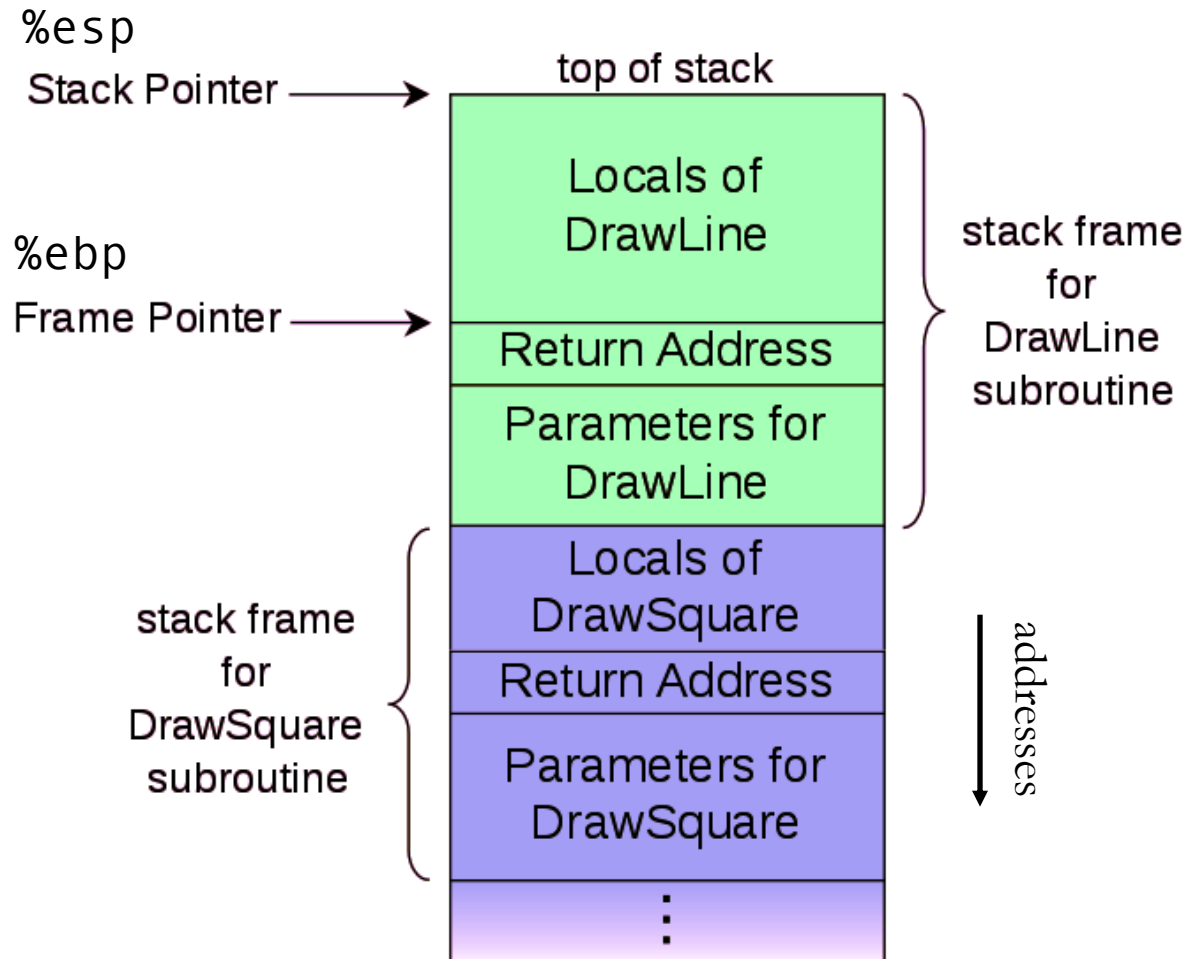 %esp
Stack Pointer
top of stack
Locals of
DrawLine
%ebp
Frame Pointer
Return Address
Parameters for
DrawLine
stack frame
for
DrawLine
subroutine
Locals of
DrawSquare
Return Address
Parameters for
DrawSquare
stack frame
for
DrawSquare
subroutine
addresses
⋮